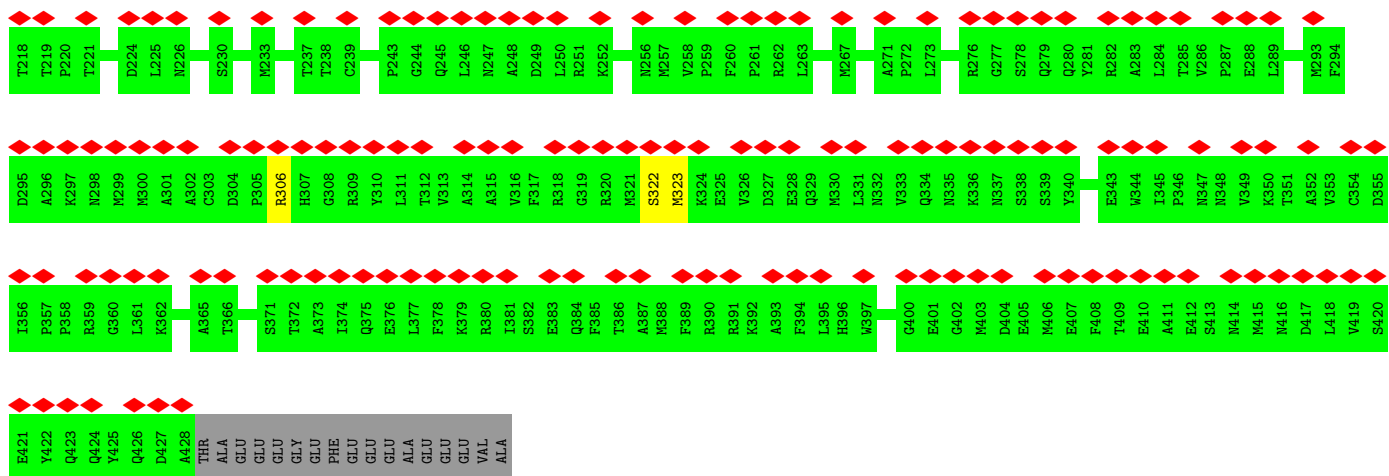 T218 T219 P220 T221 D224 L225 N226 S230 M233 T237 T238 C239 P243 G244 Q245 L246 N247 A248 D249 L250 R251 K252 N256 M257 V258 P259 F260 P261 R262 L263 M267 A271 P272 L273 R276 G277 S278 Q279 Q280 Y281 R282 A283 L284 T285 V286 P287 E288 L289 M293 F294
D295 A296 K297 N298 M299 M300 A301 A302 C303 D304 P305 R306 H307 G308 R309 Y310 L311 T312 V313 A314 A315 V316 F317 R318 G319 R320 M321 S322 M323 K324 E325 V326 D327 E328 Q329 M330 L331 N332 V333 Q334 N335 K336 N337 S338 S339 Y340 E343 W344 I345 P346 N347 N348 V349 K350 T351 A352 V353 C354 D355
I356 P357 P358 R359 G360 L361 K362 A365 T366 S371 T372 A373 I374 Q375 E376 L377 F378 K379 R380 I381 S382 E383 Q384 F385 T386 A387 M388 F389 R390 R391 K392 A393 F394 L395 H396 W397 G400 E401 G402 M403 D404 E405 M406 E407 F408 T409 E410 A411 E412 S413 N414 M415 N416 D417 L418 V419 S420
E421 Y422 Q423 Q424 Y425 Q426 D427 A428 THR ALA GLU GLU GLU GLY GLU PHE GLU GLU GLU ALA GLU GLU GLU VAL ALA